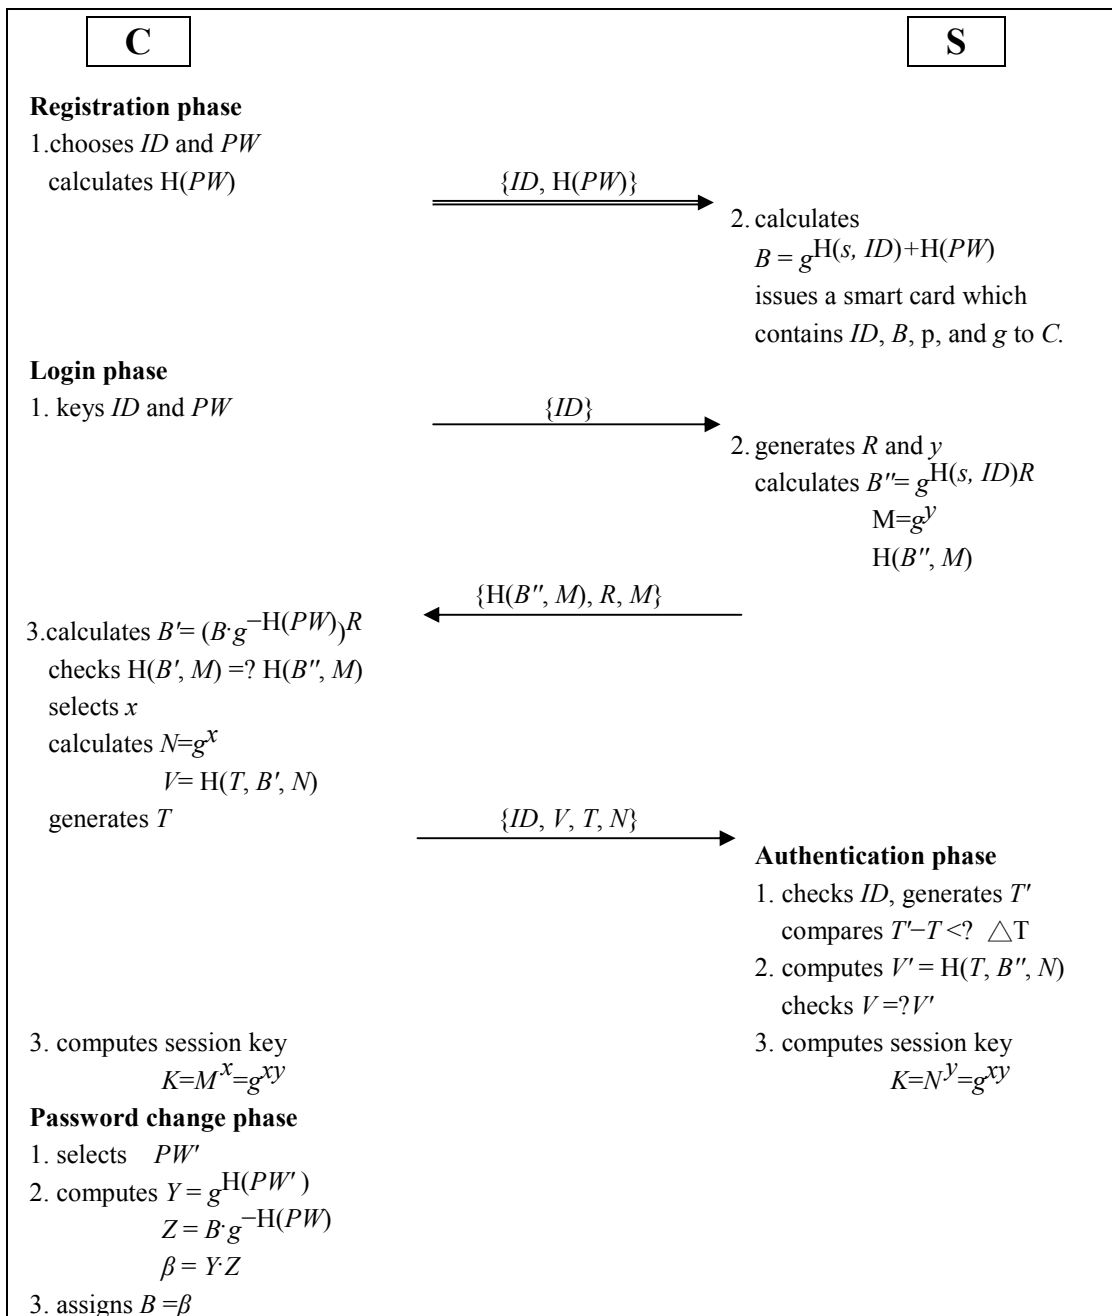 C
S
Registration phase
1.chooses ID and PW
calculates H(PW)
{ID, H(PW)}
2. calculates
B = g^{H(s, ID)+H(PW)}
issues a smart card which
contains ID, B, p, and g to C.
Login phase
1. keys ID and PW
{ID}
2. generates R and y
calculates B''= g^{H(s, ID)R}
M=g^y
H(B'', M)
{H(B'', M), R, M}
3.calculates B'= (B·g^{−H(PW)})^R
checks H(B', M) =? H(B'', M)
selects x
calculates N=g^x
V= H(T, B', N)
generates T
{ID, V, T, N}
Authentication phase
1. checks ID, generates T'
compares T'−T <? △T
2. computes V' = H(T, B'', N)
checks V =?V'
3. computes session key
K=M^x=g^{xy}
3. computes session key
K=N^y=g^{xy}
Password change phase
1. selects PW'
2. computes Y = g^{H(PW' )}
Z = B·g^{−H(PW)}
β = Y·Z
3. assigns B =β